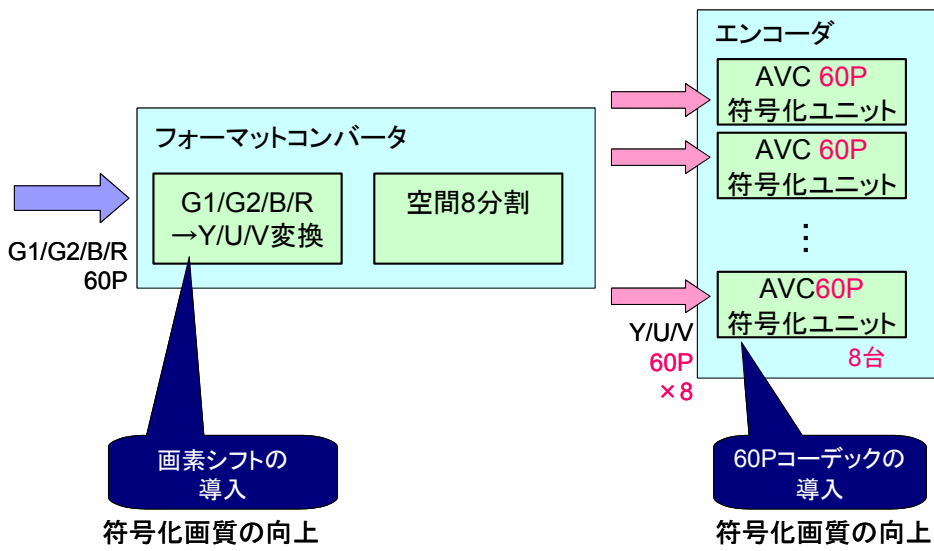 エンコーダ
AVC 60P
符号化ユニット
AVC 60P
符号化ユニット
⋮
AVC60P
符号化ユニット
8台
フォーマットコンバータ
G1/G2/B/R
→Y/U/V変換
空間8分割
G1/G2/B/R
60P
Y/U/V
60P
×8
画素シフトの
導入
符号化画質の向上
60Pコーデックの
導入
符号化画質の向上